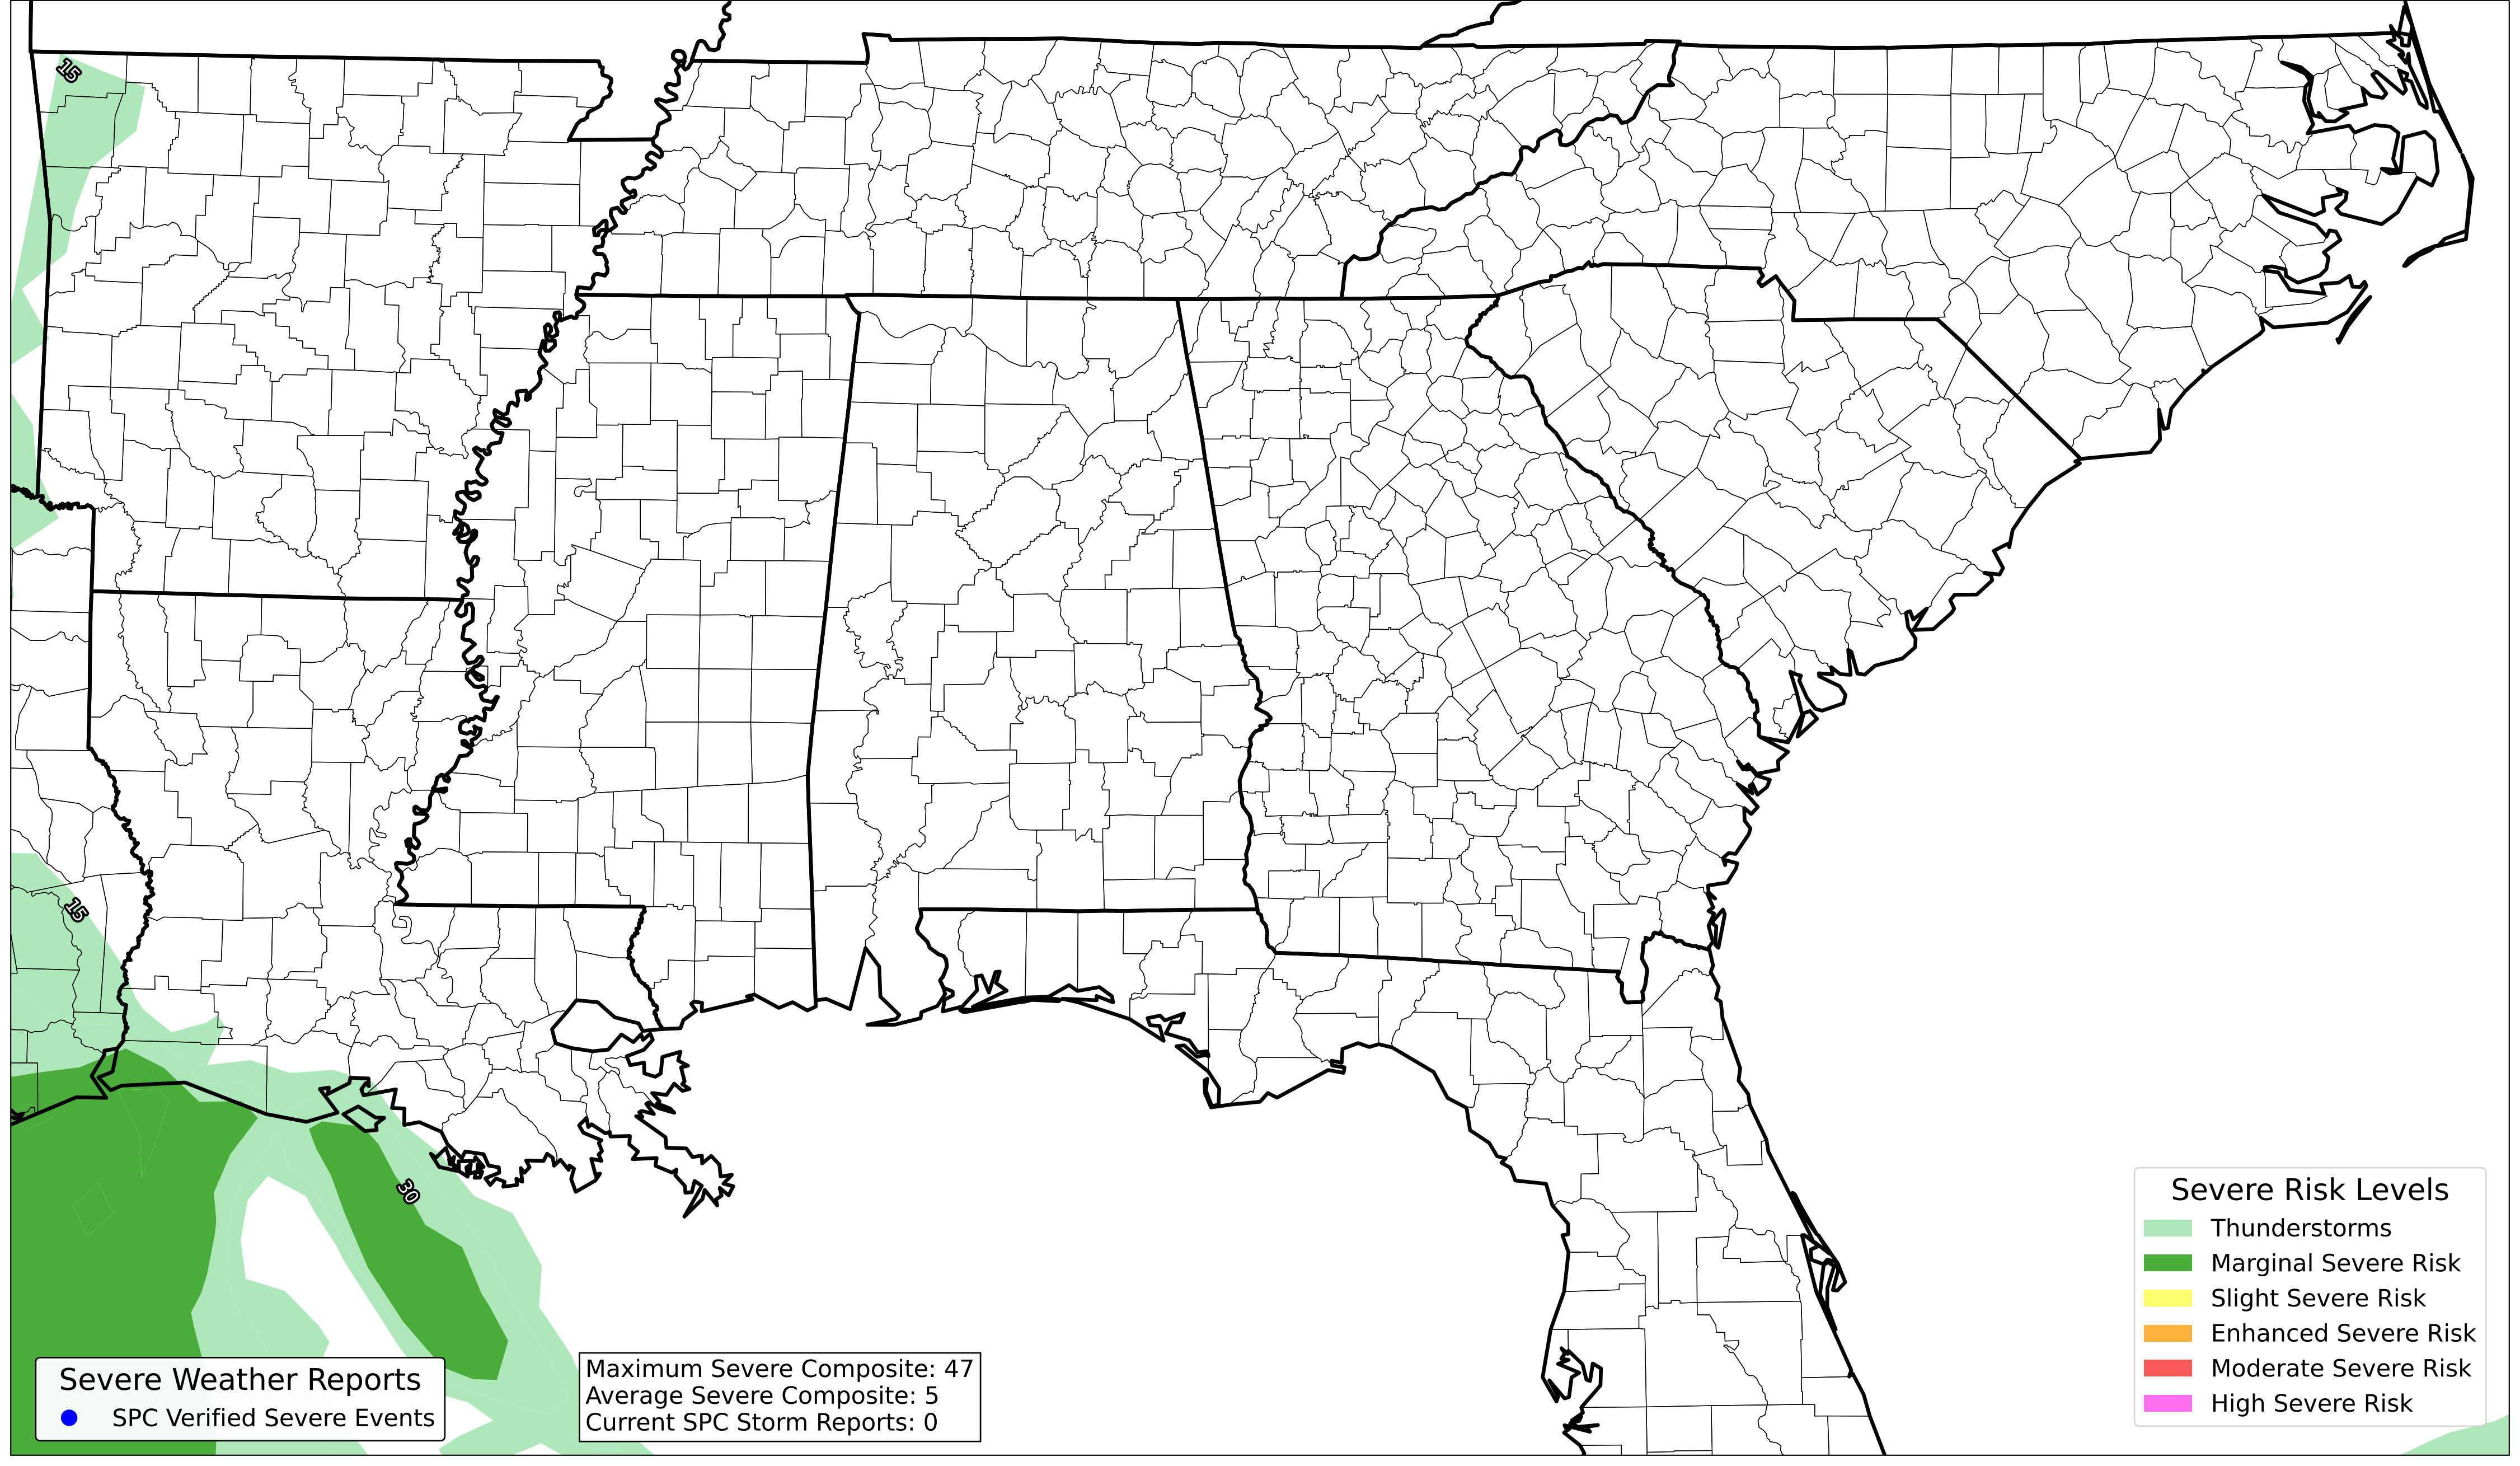 15
15
30
Severe Risk Levels
Thunderstorms
Marginal Severe Risk
Slight Severe Risk
Enhanced Severe Risk
Moderate Severe Risk
High Severe Risk
Severe Weather Reports
SPC Verified Severe Events
Maximum Severe Composite: 47
Average Severe Composite: 5
Current SPC Storm Reports: 0